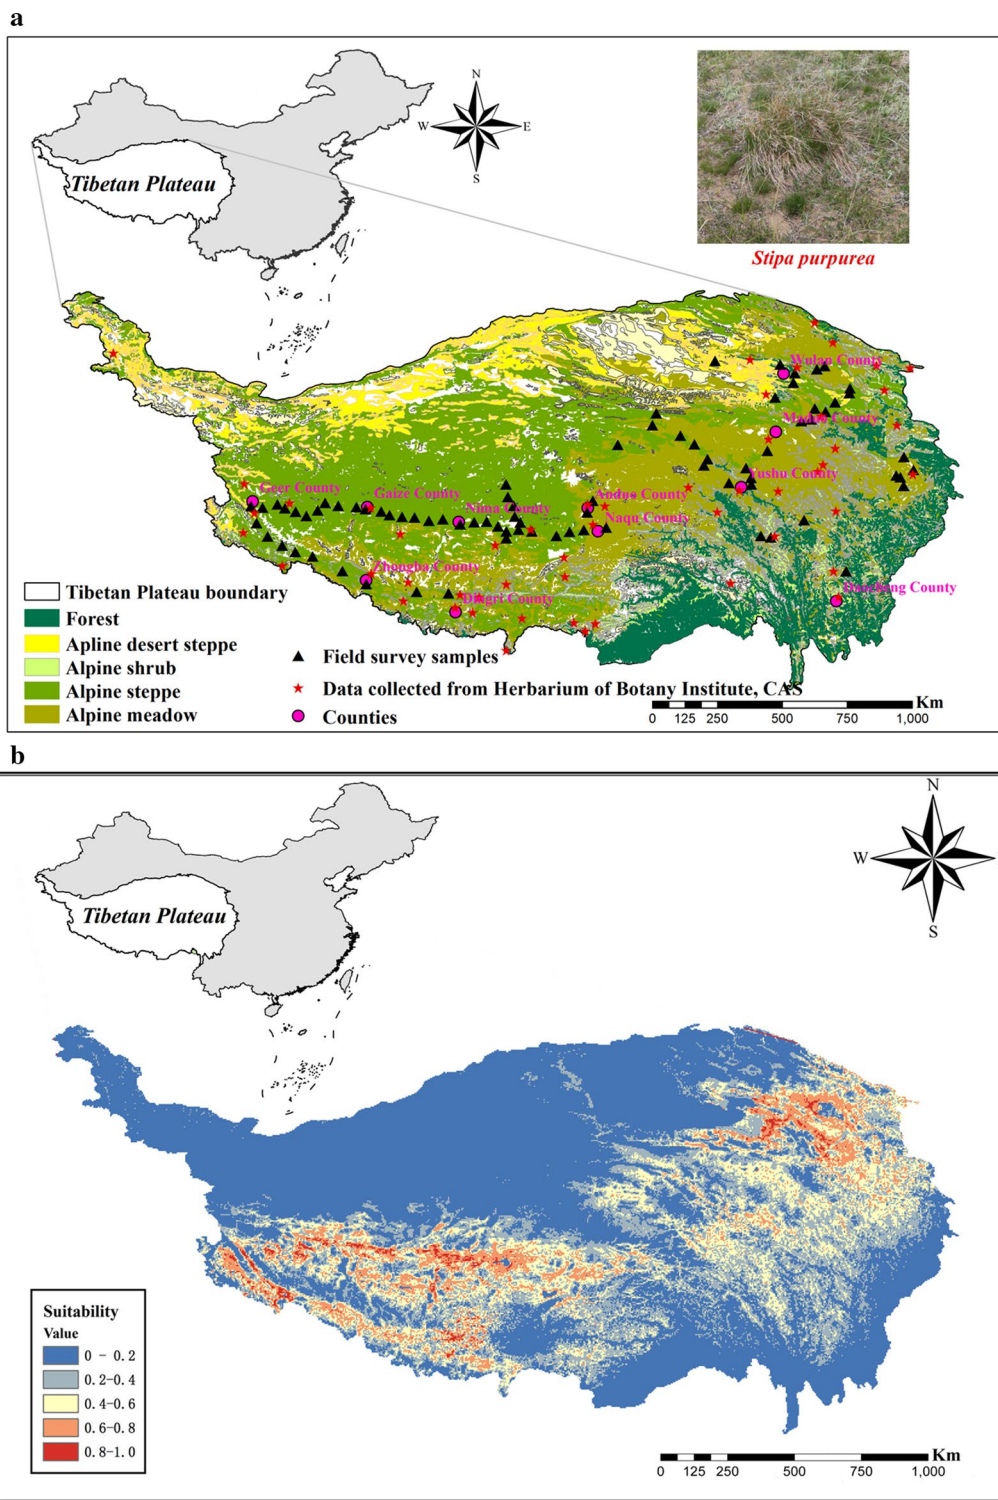 a
N
W E
S
Tibetan Plateau
Stipa purpurea
Wulan County
Maduo County
Yushu County
Geer County
Gaize County
Anduo County
Nima County
Naqu County
Zhongba County
Dingri County
Tibetan Plateau boundary
Forest
Apline desert steppe
Alpine shrub
Alpine steppe
Alpine meadow
Field survey samples
Data collected from Herbarium of Botany Institute, CAS
Counties
Km
0 125 250 500 750 1,000
b
N
W
S
Tibetan Plateau
Suitability
Value
0 - 0.2
0.2-0.4
0.4-0.6
0.6-0.8
0.8-1.0
Km
0 125 250 500 750 1,000